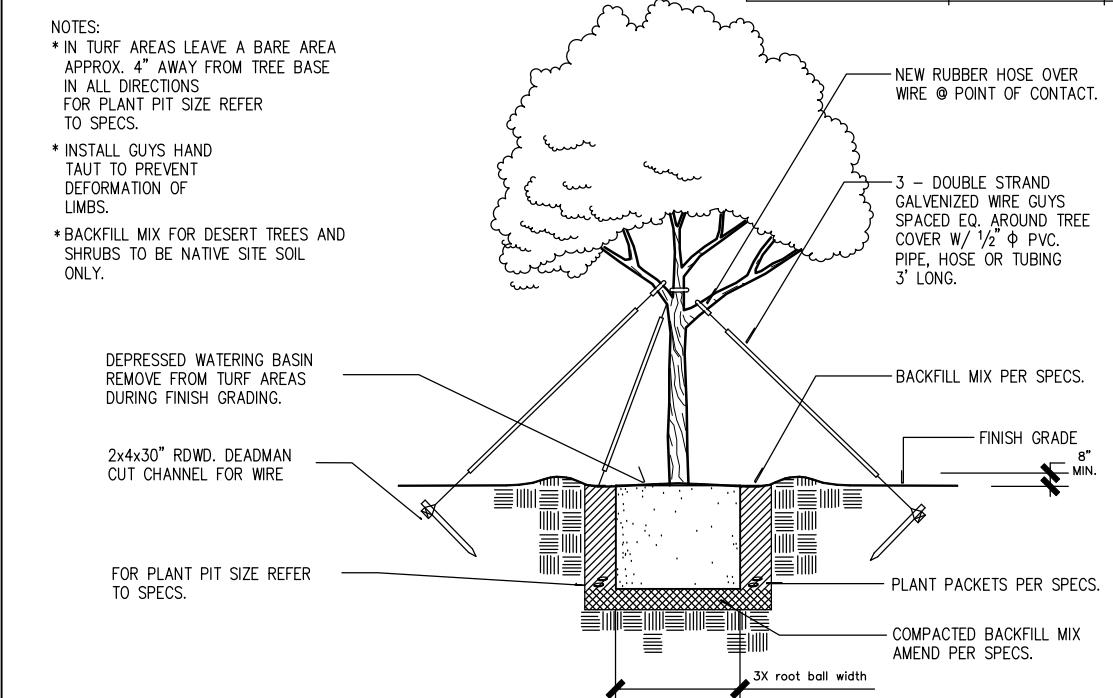 NOTES:
* IN TURF AREAS LEAVE A BARE AREA
APPROX. 4" AWAY FROM TREE BASE
IN ALL DIRECTIONS
FOR PLANT PIT SIZE REFER
TO SPECS.
* INSTALL GUYS HAND
TAUT TO PREVENT
DEFORMATION OF
LIMBS.
* BACKFILL MIX FOR DESERT TREES AND
SHRUBS TO BE NATIVE SITE SOIL
ONLY.
DEPRESSED WATERING BASIN
REMOVE FROM TURF AREAS
DURING FINISH GRADING.
2x4x30" RDWD. DEADMAN
CUT CHANNEL FOR WIRE
FOR PLANT PIT SIZE REFER
TO SPECS.
NEW RUBBER HOSE OVER
WIRE @ POINT OF CONTACT.
3 – DOUBLE STRAND
GALVANIZED WIRE GUYS
SPACED EQ. AROUND TREE
COVER W/ 1/2" ϕ PVC.
PIPE, HOSE OR TUBING
3' LONG.
BACKFILL MIX PER SPECS.
FINISH GRADE
8"
MIN.
PLANT PACKETS PER SPECS.
COMPACTED BACKFILL MIX
AMEND PER SPECS.
3X root ball width